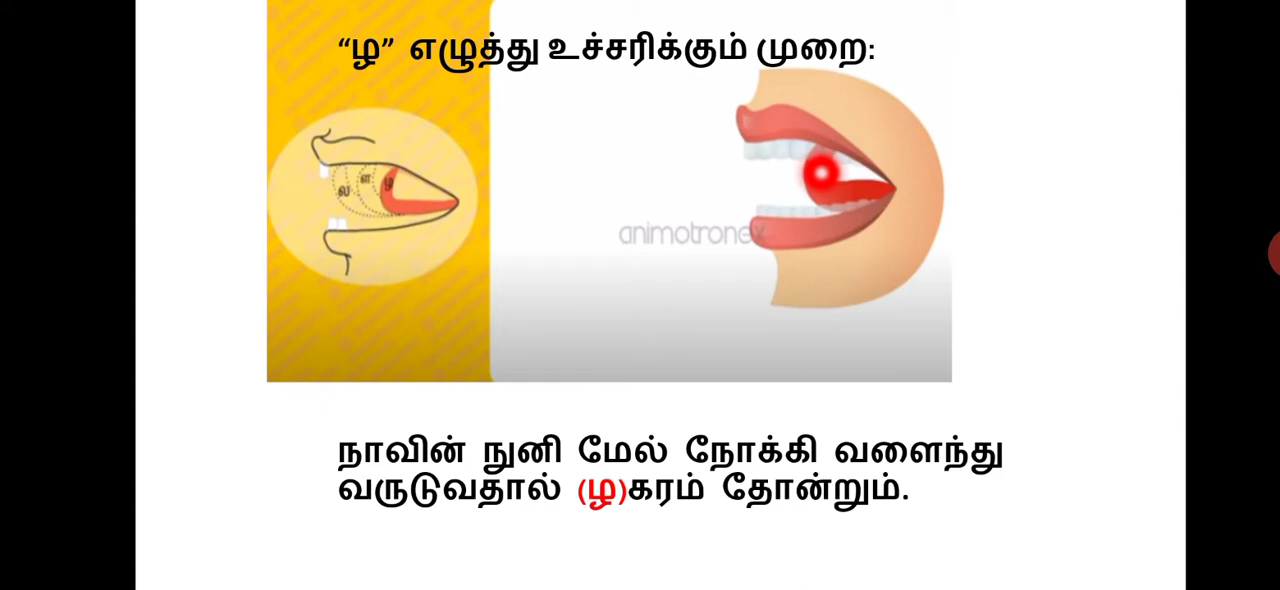 “ழ” எழுத்து உச்சரிக்கும் முறை:
ல ள ழ
animotronex
நாவின் நுனி மேல் நோக்கி வளைந்து
வருடுவதால் (ழ)கரம் தோன்றும்.